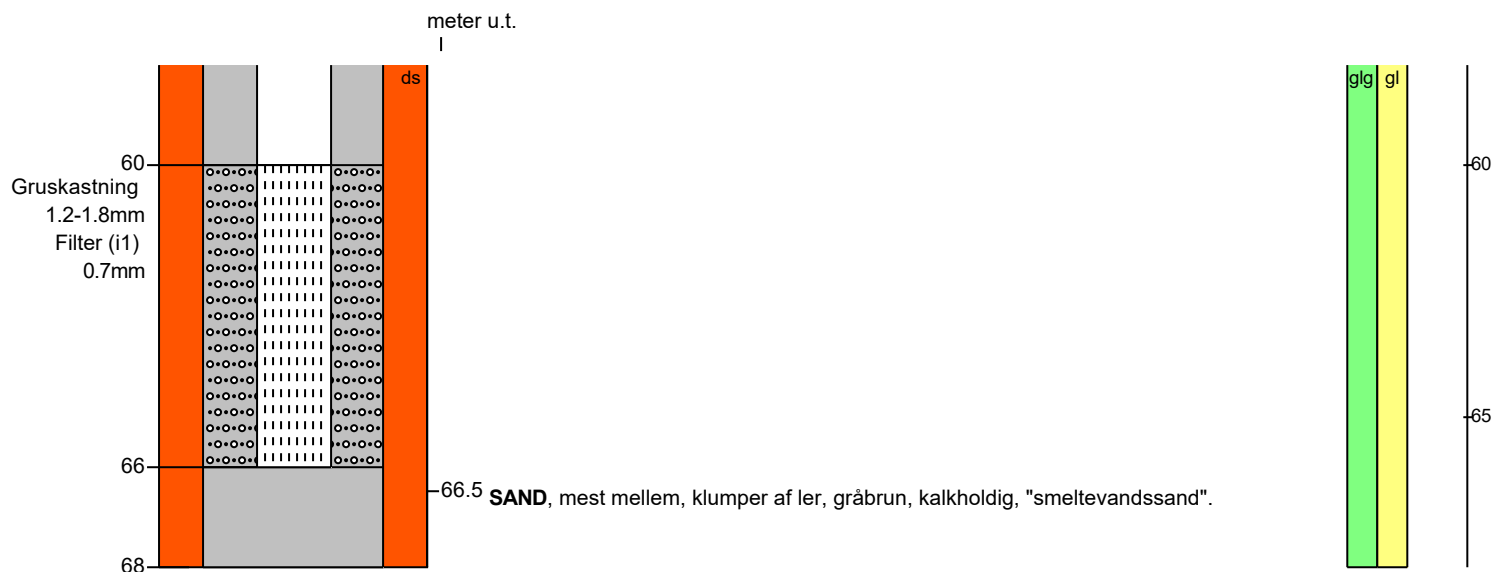 meter u.t.
ds
glg gl
60
60
Gruskastning
1.2-1.8mm
Filter (i1)
0.7mm
65
66
66.5 SAND, mest mellem, klumper af ler, gråbrun, kalkholdig, "smeltevandssand".
68